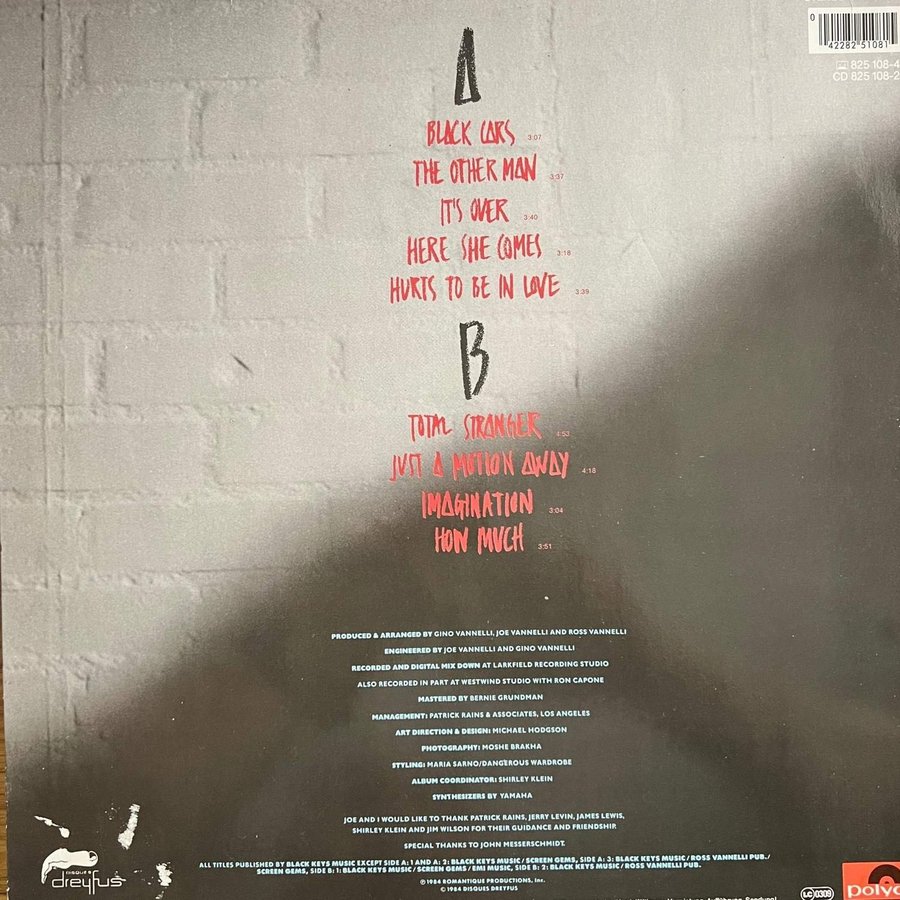 0
42282"51081
825 108-4
CD 825 108-2
A
BLACK CARS 3:07
THE OTHER MAN 3:37
IT'S OVER 3:40
HERE SHE COMES 3:18
HURTS TO BE IN LOVE 3:39
B
TOTAL STRANGER 4:53
JUST A MOTION AWAY 4:18
IMAGINATION 3:04
HOW MUCH 3:51
PRODUCED & ARRANGED BY GINO VANNELLI, JOE VANNELLI AND ROSS VANNELLI
ENGINEERED BY JOE VANNELLI AND GINO VANNELLI
RECORDED AND DIGITAL MIX DOWN AT LARKFIELD RECORDING STUDIO
ALSO RECORDED IN PART AT WESTWIND STUDIO WITH RON CAPONE
MASTERED BY BERNIE GRUNDMAN
MANAGEMENT: PATRICK RAINS & ASSOCIATES, LOS ANGELES
ART DIRECTION & DESIGN: MICHAEL HODGSON
PHOTOGRAPHY: MOSHE BRAKHA
STYLING: MARIA SARNO/DANGEROUS WARDROBE
ALBUM COORDINATOR: SHIRLEY KLEIN
SYNTHESIZERS BY YAMAHA
JOE AND I WOULD LIKE TO THANK PATRICK RAINS, JERRY LEVIN, JAMES LEWIS,
SHIRLEY KLEIN AND JIM WILSON FOR THEIR GUIDANCE AND FRIENDSHIP.
SPECIAL THANKS TO JOHN MESSERSCHMIDT.
ALL TITLES PUBLISHED BY BLACK KEYS MUSIC EXCEPT SIDE A: 1 AND A: 2: BLACK KEYS MUSIC/SCREEN GEMS, SIDE A: 3: BLACK KEYS MUSIC/ROSS VANNELLI PUB./
SCREEN GEMS, SIDE B: 1: BLACK KEYS MUSIC/SCREEN GEMS/EMI MUSIC, SIDE B: 2: BLACK KEYS MUSIC/ROSS VANNELLI PUB.
℗ 1984 ROMANTIQUE PRODUCTIONS, Inc.
© 1984 DISQUES DREYFUS
DISQUES
dreyfus
LC 0309
polyd